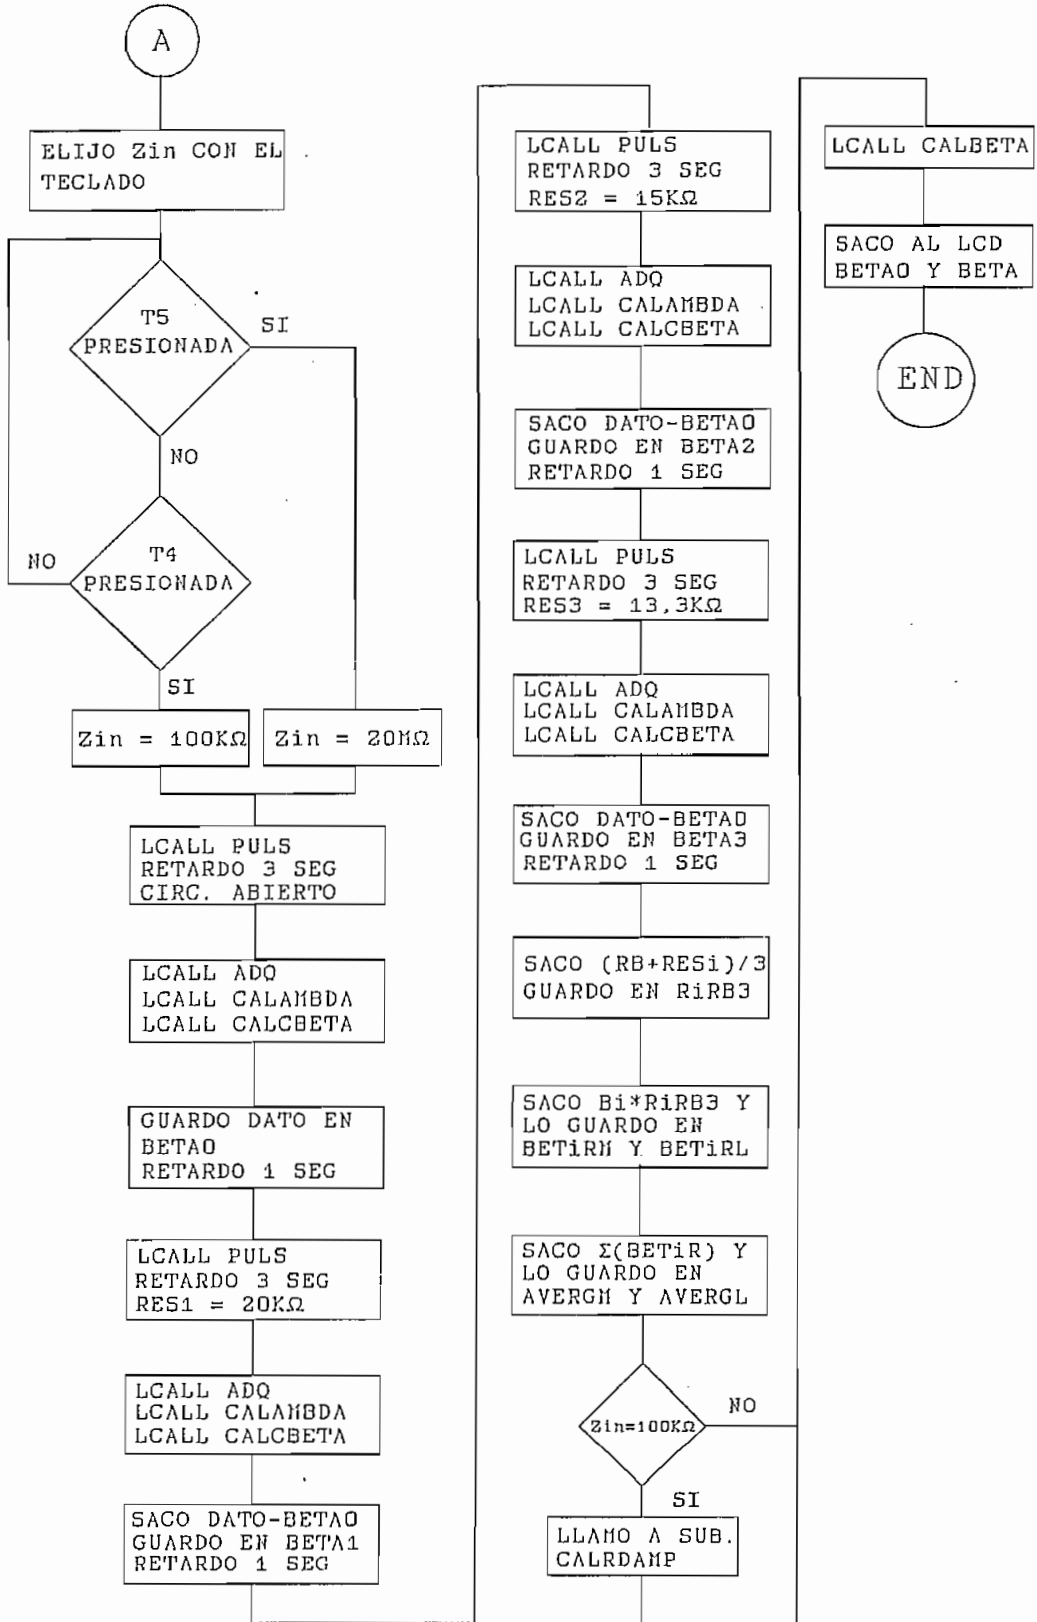 A
ELIJO Zin CON EL
TECLADO
T5
PRESIONADA
SI
NO
T4
PRESIONADA
NO
SI
Zin = 100KΩ
Zin = 20MΩ
LCALL PULS
RETARDO 3 SEG
CIRC. ABIERTO
LCALL ADQ
LCALL CALAMBDA
LCALL CALCBETA
GUARDO DATO EN
BETA0
RETARDO 1 SEG
LCALL PULS
RETARDO 3 SEG
RES1 = 20KΩ
LCALL ADQ
LCALL CALAMBDA
LCALL CALCBETA
SACO DATO-BETA0
GUARDO EN BETA1
RETARDO 1 SEG
LCALL PULS
RETARDO 3 SEG
RES2 = 15KΩ
LCALL ADQ
LCALL CALAMBDA
LCALL CALCBETA
SACO DATO-BETA0
GUARDO EN BETA2
RETARDO 1 SEG
LCALL PULS
RETARDO 3 SEG
RES3 = 13,3KΩ
LCALL ADQ
LCALL CALAMBDA
LCALL CALCBETA
SACO DATO-BETA0
GUARDO EN BETA3
RETARDO 1 SEG
SACO (RB+RESi)/3
GUARDO EN RiRB3
SACO Bi*RiRB3 Y
LO GUARDO EN
BETiRH Y BETiRL
SACO Σ(BETiR) Y
LO GUARDO EN
AVERGH Y AVERGL
Zin=100KΩ
NO
SI
LLAMO A SUB.
CALRDAMP
LCALL CALBETA
SACO AL LCD
BETA0 Y BETA
END